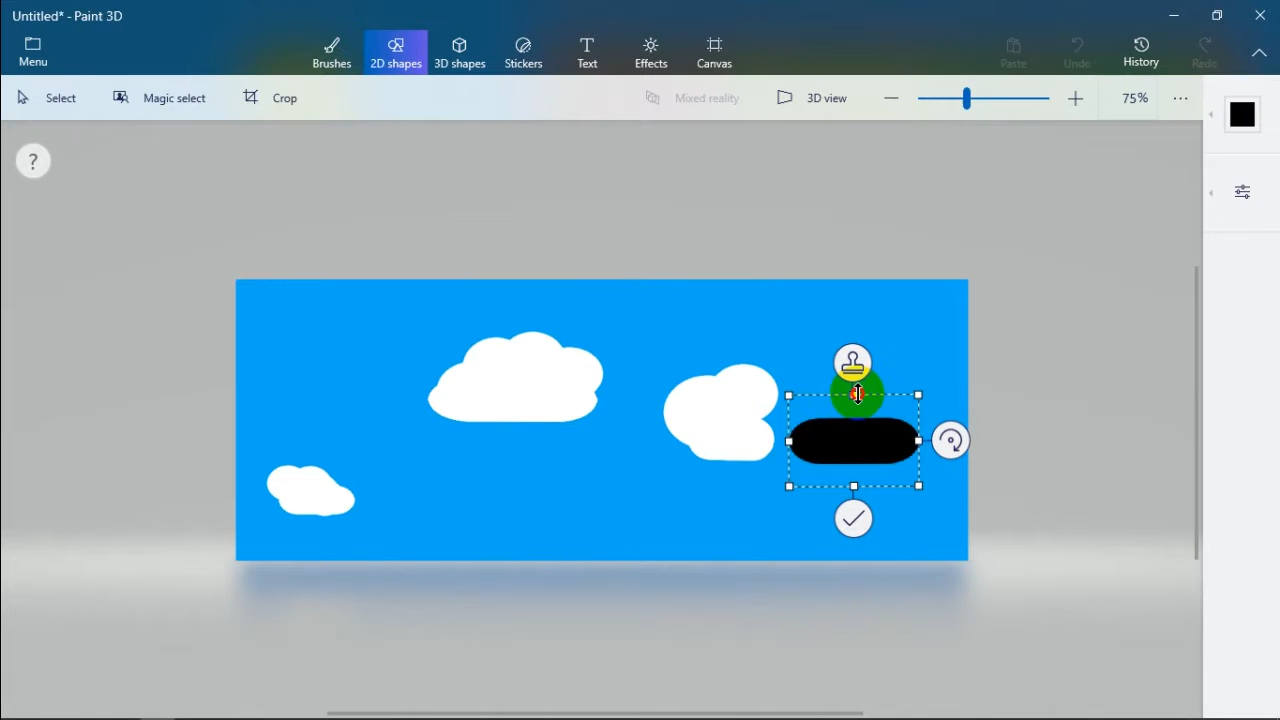 Untitled* - Paint 3D
Menu
Brushes
2D shapes
3D shapes
Stickers
Text
Effects
Canvas
Paste
Undo
History
Redo
Select
Magic select
Crop
Mixed reality
3D view
75%
?